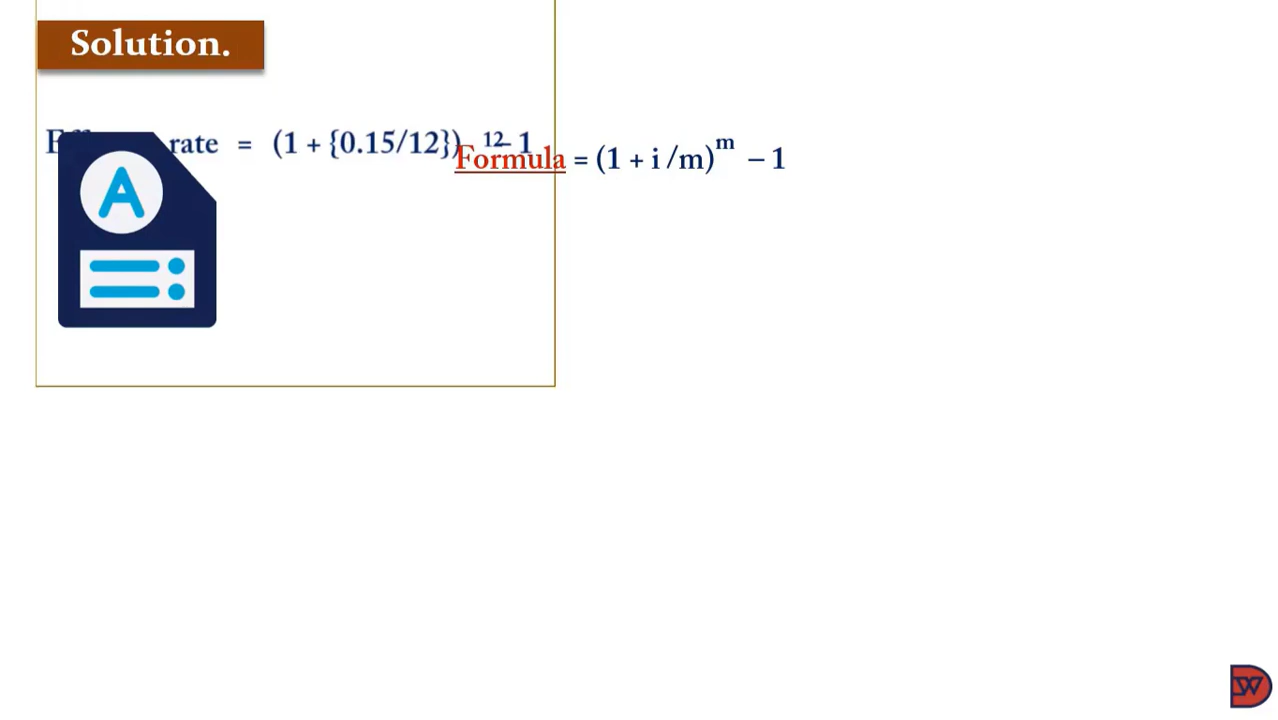 Solution.
rate = (1 + {0.15/12}) 12 – 1
Formula = (1 + i /m)^m – 1
A
W